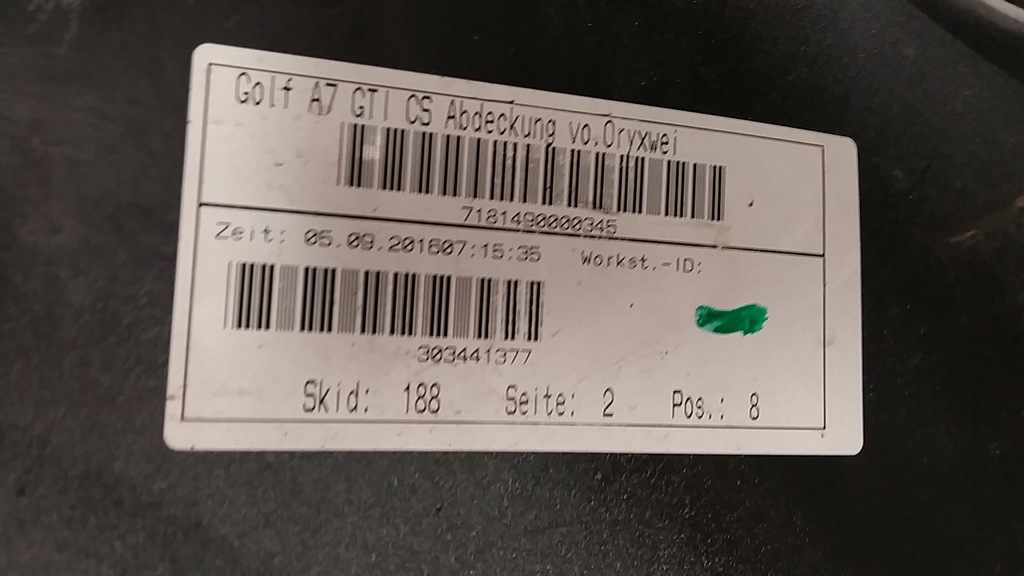 Golf A7 GTI CS Abdeckung vo.Oryxwei
7181490000345
Zeit: 05.09.201607:15:35 Workst.-ID:
303441377
Skid: 188 Seite: 2 Pos.: 8